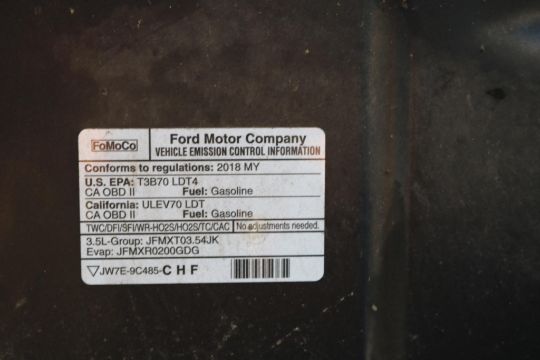 FoMoCo
Ford Motor Company
VEHICLE EMISSION CONTROL INFORMATION
Conforms to regulations: 2018 MY
U.S. EPA: T3B70 LDT4
CA OBD II Fuel: Gasoline
California: ULEV70 LDT
CA OBD II Fuel: Gasoline
TWC/DFI/SFI/WR-HO2S/HO2S/TC/CAC No adjustments needed.
3.5L-Group: JFMXT03.54JK
Evap: JFMXR0200GDG
JW7E-9C485-C H F